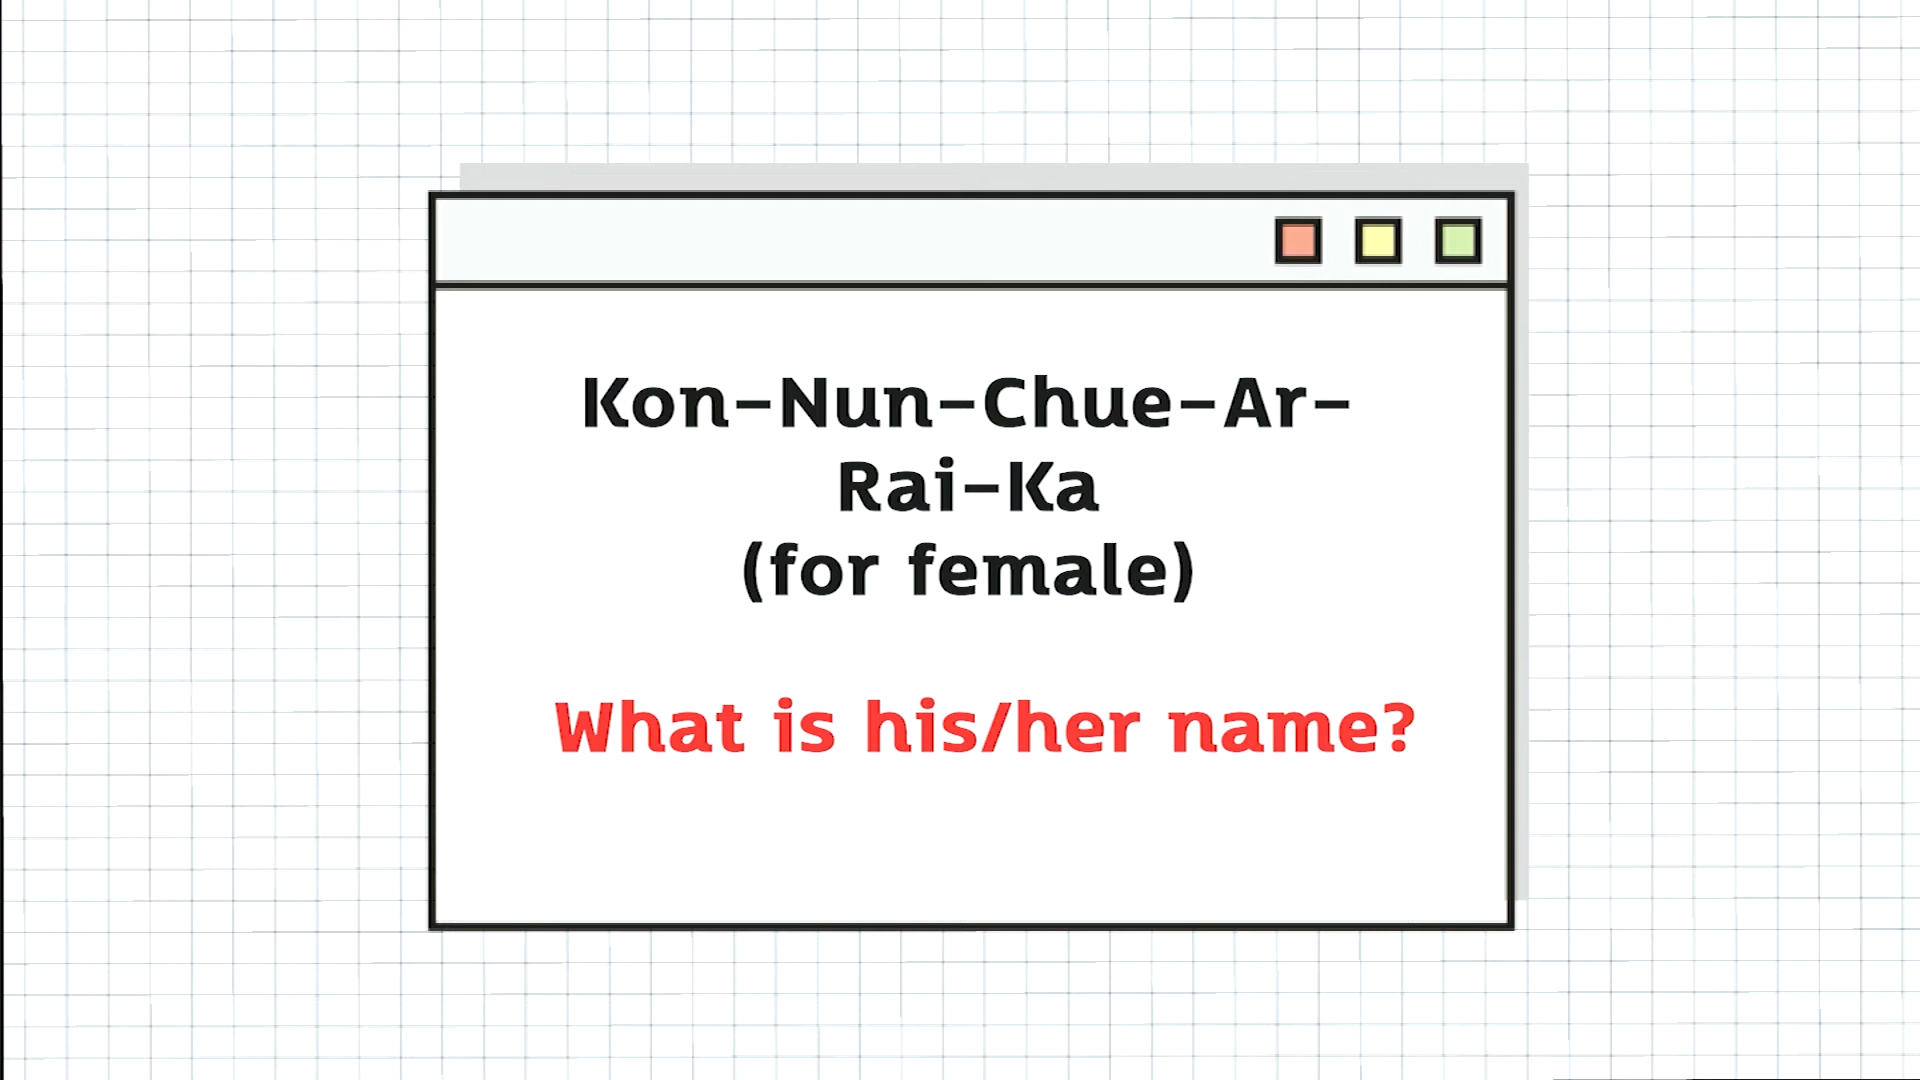 Kon-Nun-Chue-Ar-
Rai-Ka
(for female)
What is his/her name?